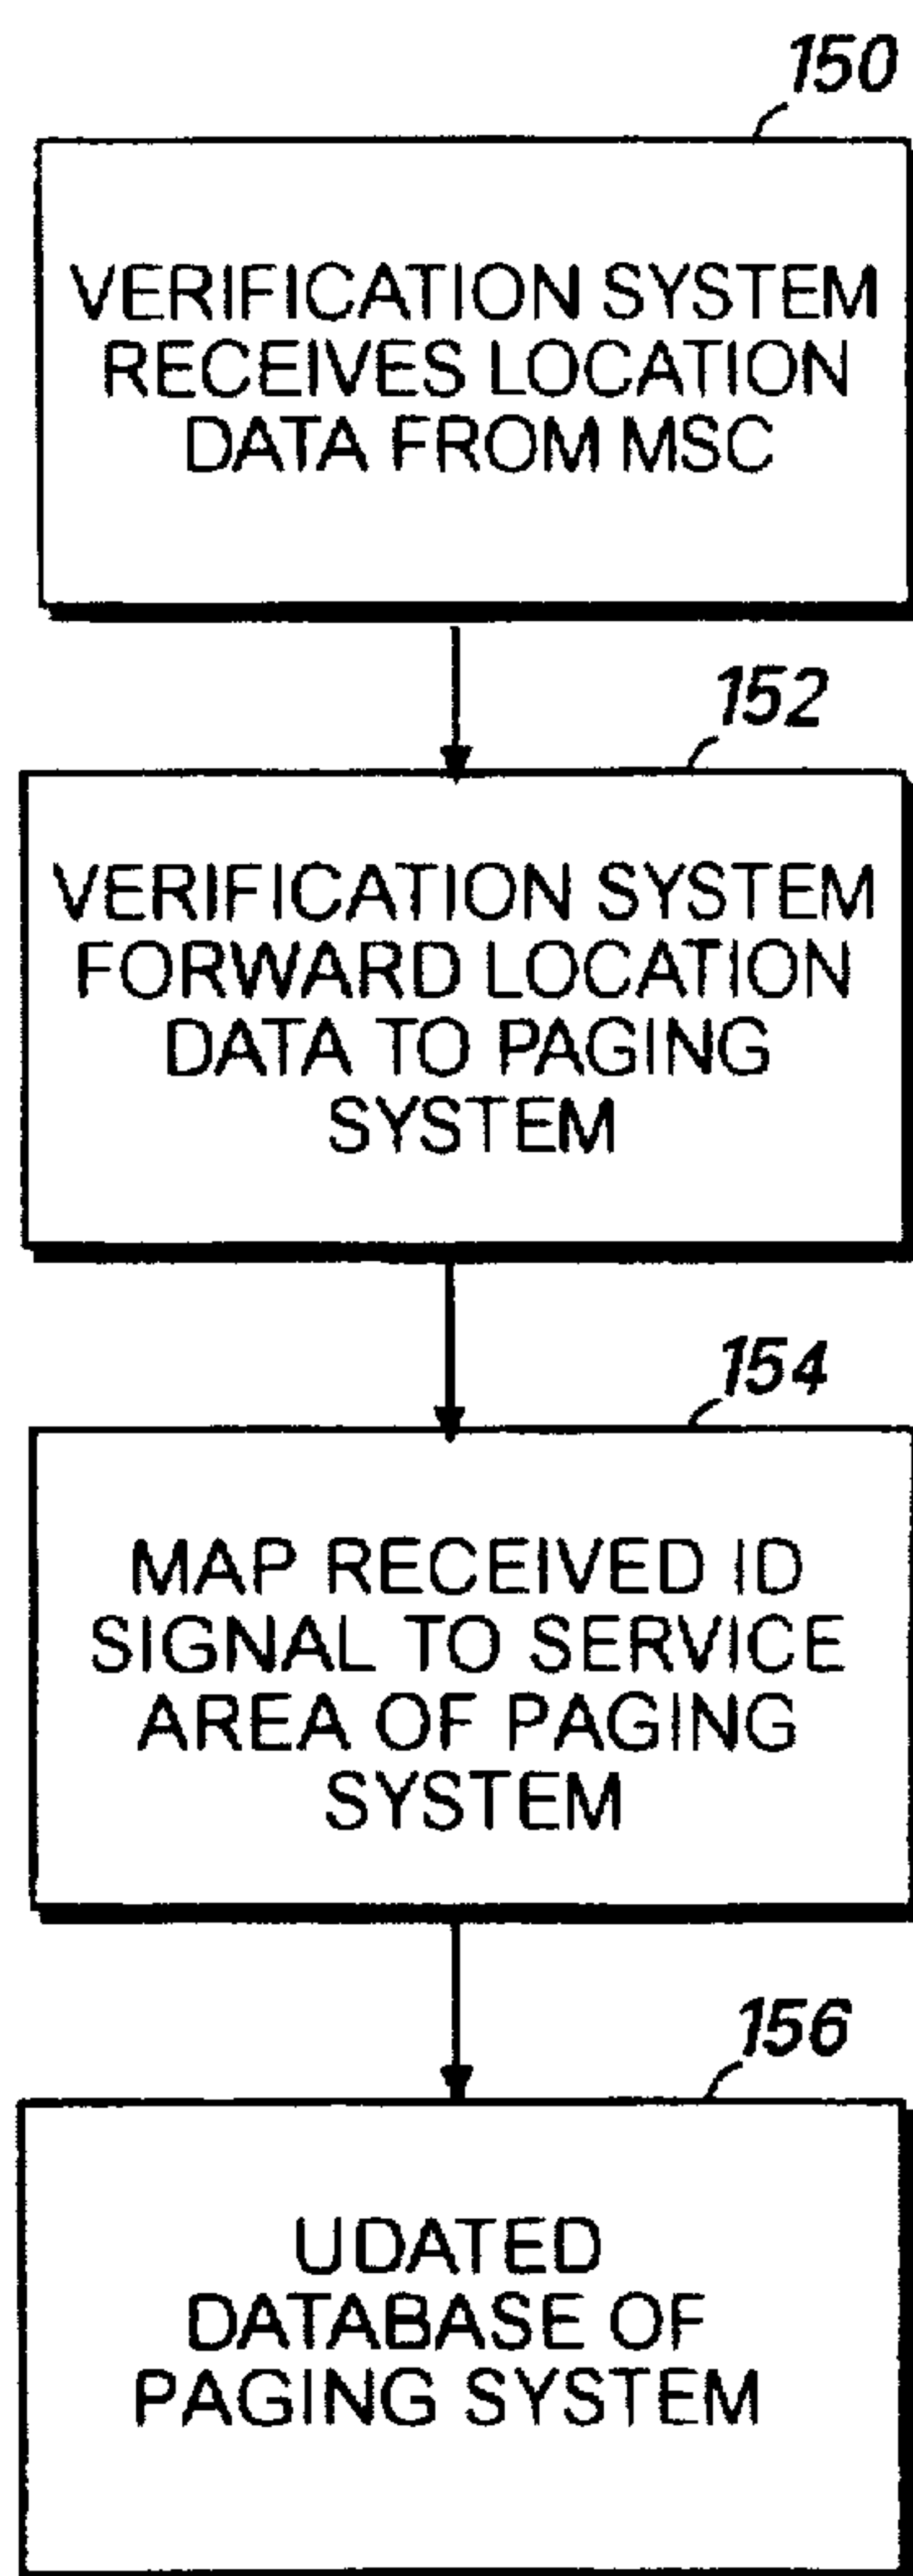 150
VERIFICATION SYSTEM
RECEIVES LOCATION
DATA FROM MSC
152
VERIFICATION SYSTEM
FORWARD LOCATION
DATA TO PAGING
SYSTEM
154
MAP RECEIVED ID
SIGNAL TO SERVICE
AREA OF PAGING
SYSTEM
156
UDATED
DATABASE OF
PAGING SYSTEM